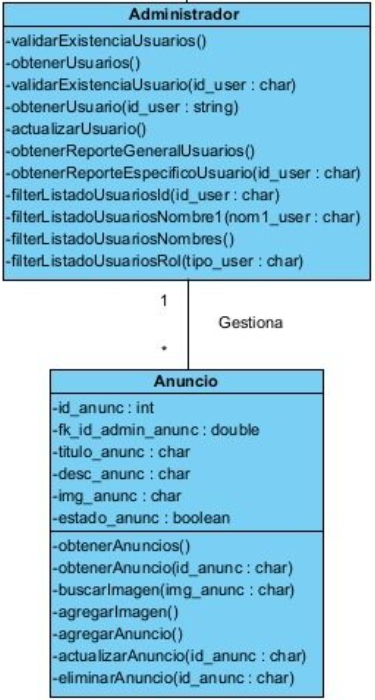 Administrador
-validarExistenciaUsuarios()
-obtenerUsuarios()
-validarExistenciaUsuario(id_user : char)
-obtenerUsuario(id_user : string)
-actualizarUsuario()
-obtenerReporteGeneralUsuarios()
-obtenerReporteEspecificoUsuario(id_user : char)
-filterListadoUsuariosId(id_user : char)
-filterListadoUsuariosNombre1(nom1_user : char)
-filterListadoUsuariosNombres()
-filterListadoUsuariosRol(tipo_user : char)
1
Gestiona
*
Anuncio
-id_anunc : int
-fk_id_admin_anunc : double
-titulo_anunc : char
-desc_anunc : char
-img_anunc : char
-estado_anunc : boolean
-obtenerAnuncios()
-obtenerAnuncio(id_anunc : char)
-buscarImagen(img_anunc : char)
-agregarImagen()
-agregarAnuncio()
-actualizarAnuncio(id_anunc : char)
-eliminarAnuncio(id_anunc : char)